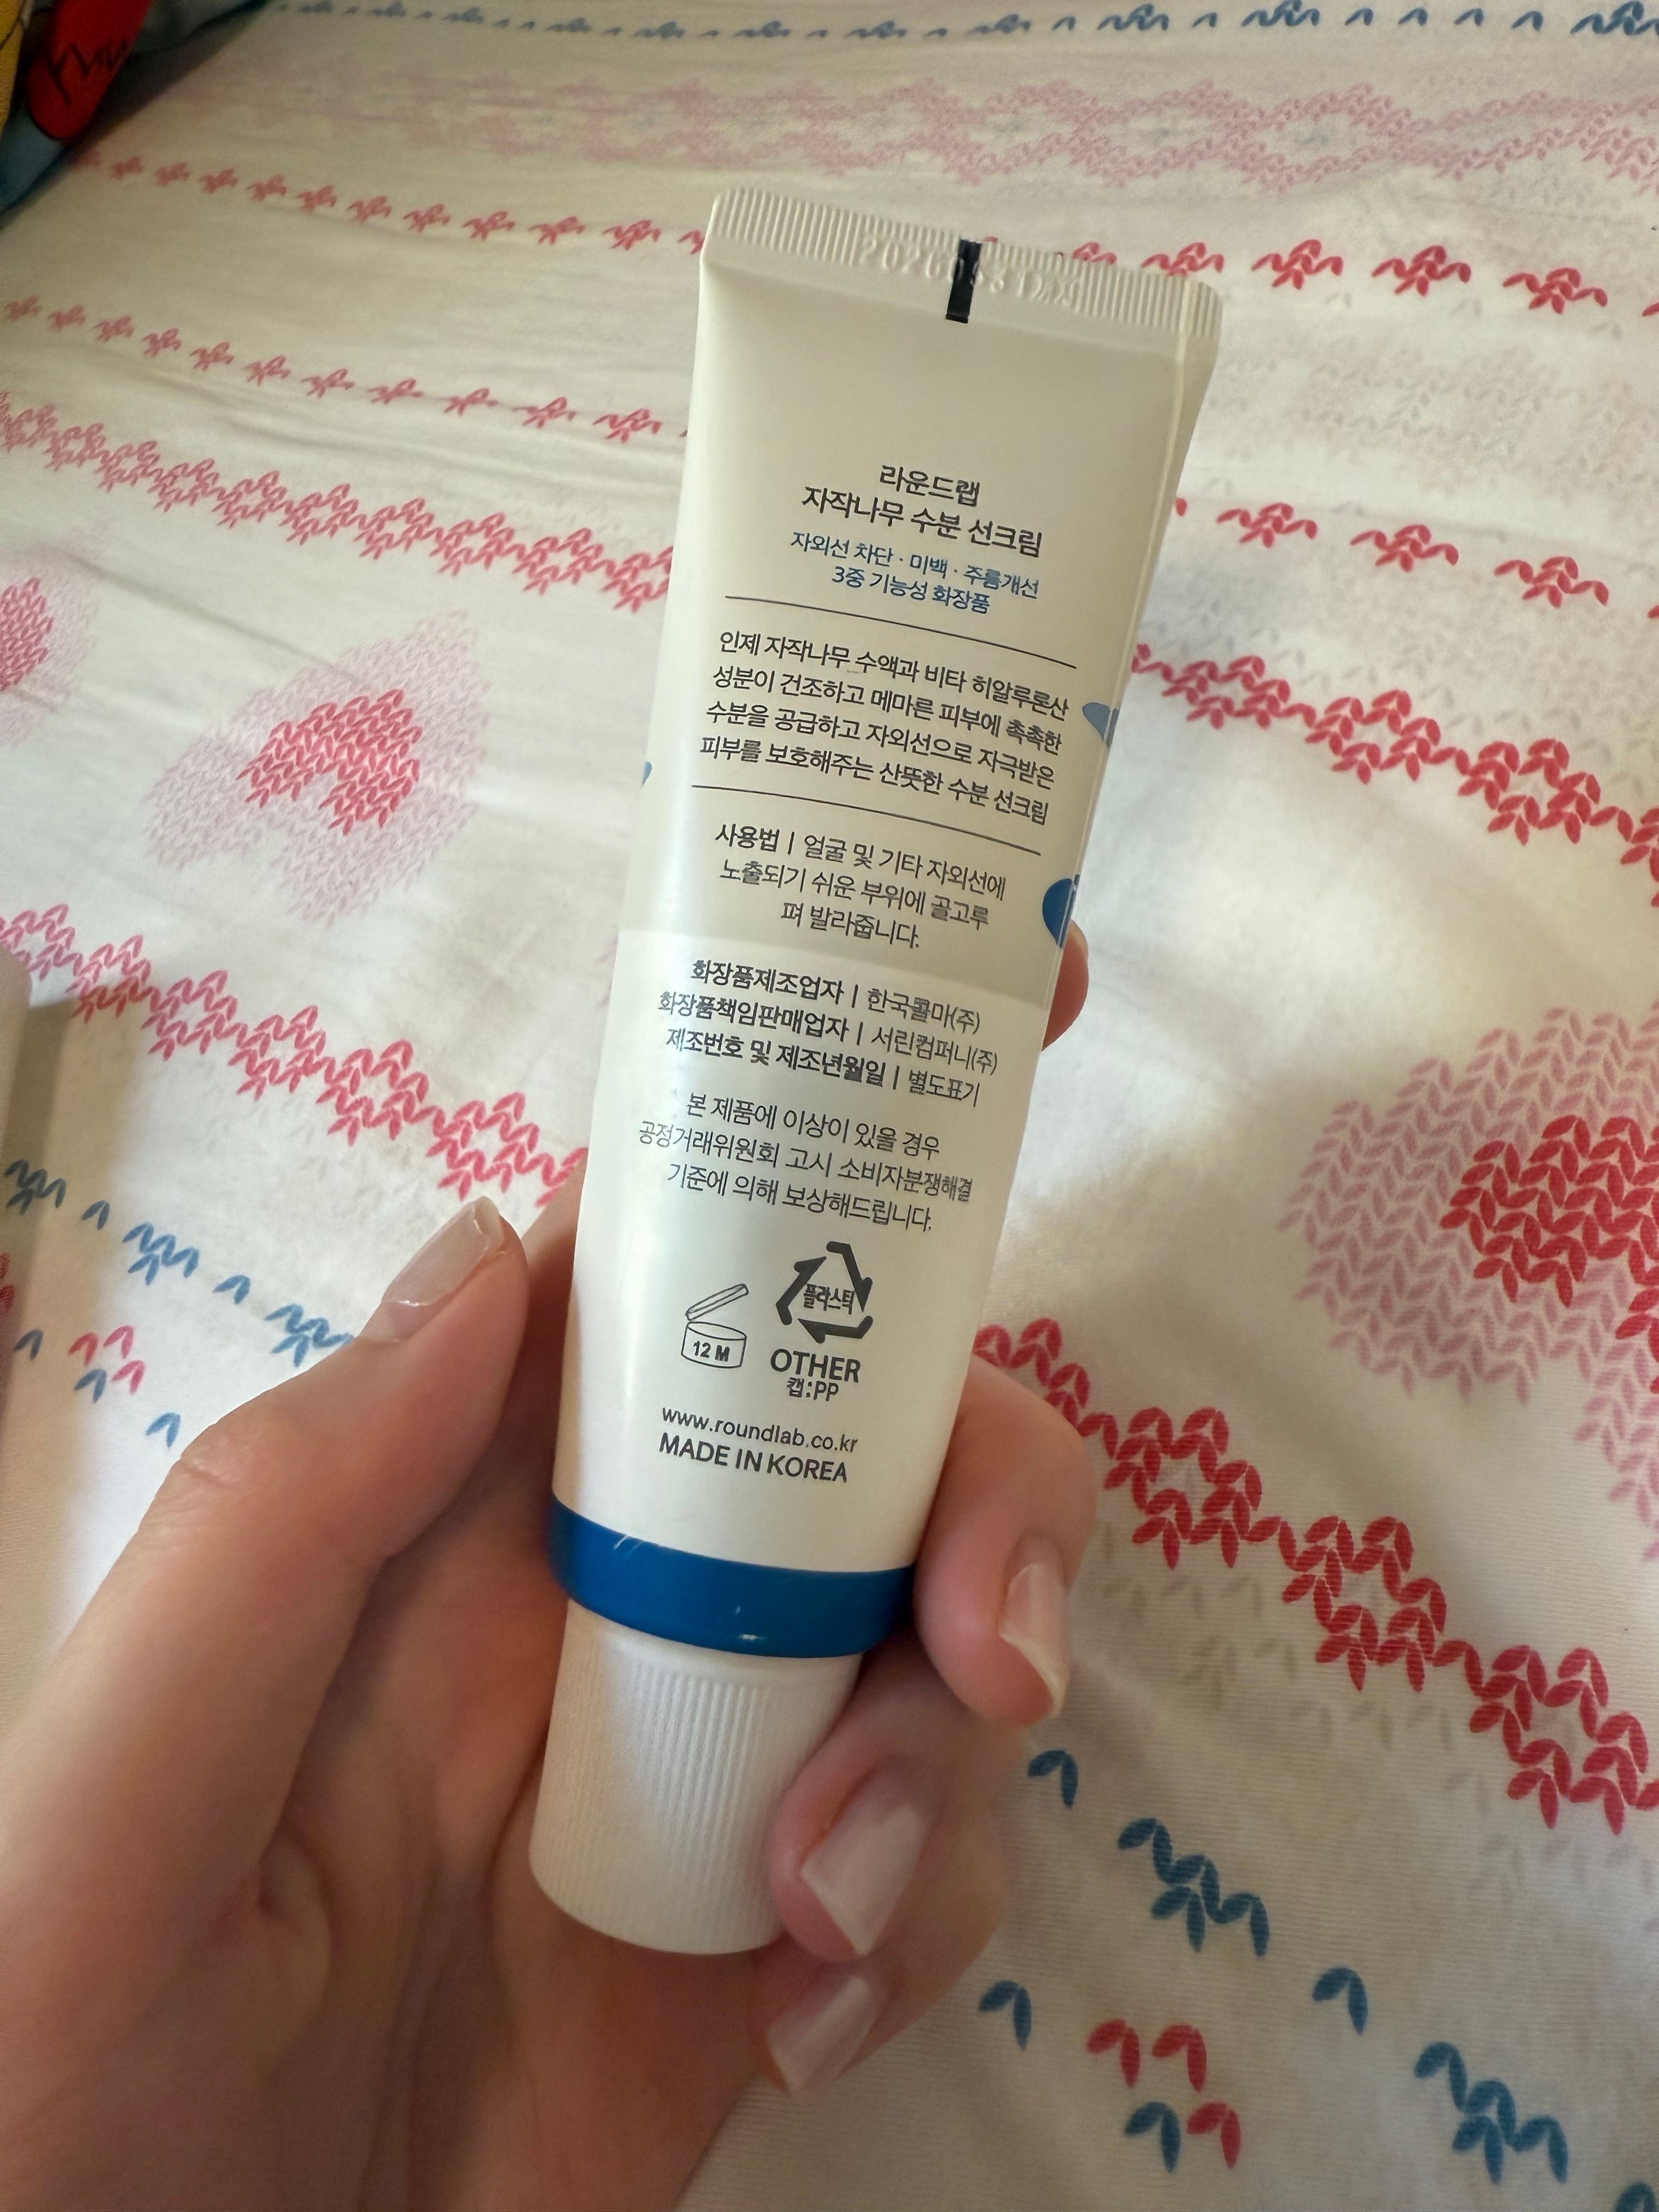 라운드랩
자작나무 수분 선크림
자외선 차단 · 미백 · 주름개선
3중 기능성 화장품
인제 자작나무 수액과 비타 히알루론산
성분이 건조하고 메마른 피부에 촉촉한
수분을 공급하고 자외선으로 자극받은
피부를 보호해주는 산뜻한 수분 선크림
사용법 | 얼굴 및 기타 자외선에
노출되기 쉬운 부위에 골고루
펴 발라줍니다.
화장품제조업자 | 한국콜마(주)
화장품책임판매업자 | 서린컴퍼니(주)
제조번호 및 제조년월일 | 별도표기
본 제품에 이상이 있을 경우
공정거래위원회 고시 소비자분쟁해결
기준에 의해 보상해드립니다.
플라스틱
12 M
OTHER
캡:PP
www.roundlab.co.kr
MADE IN KOREA